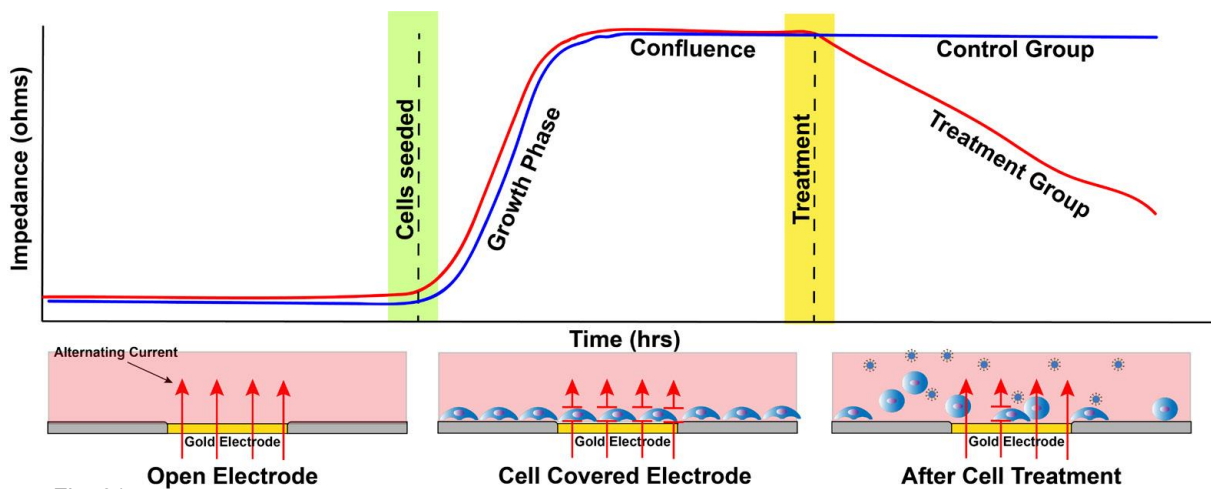 Impedance (ohms)
Cells seeded
Growth Phase
Confluence
Treatment
Control Group
Treatment Group
Time (hrs)
Alternating Current
Gold Electrode
Gold Electrode
Gold Electrode
Open Electrode
Cell Covered Electrode
After Cell Treatment